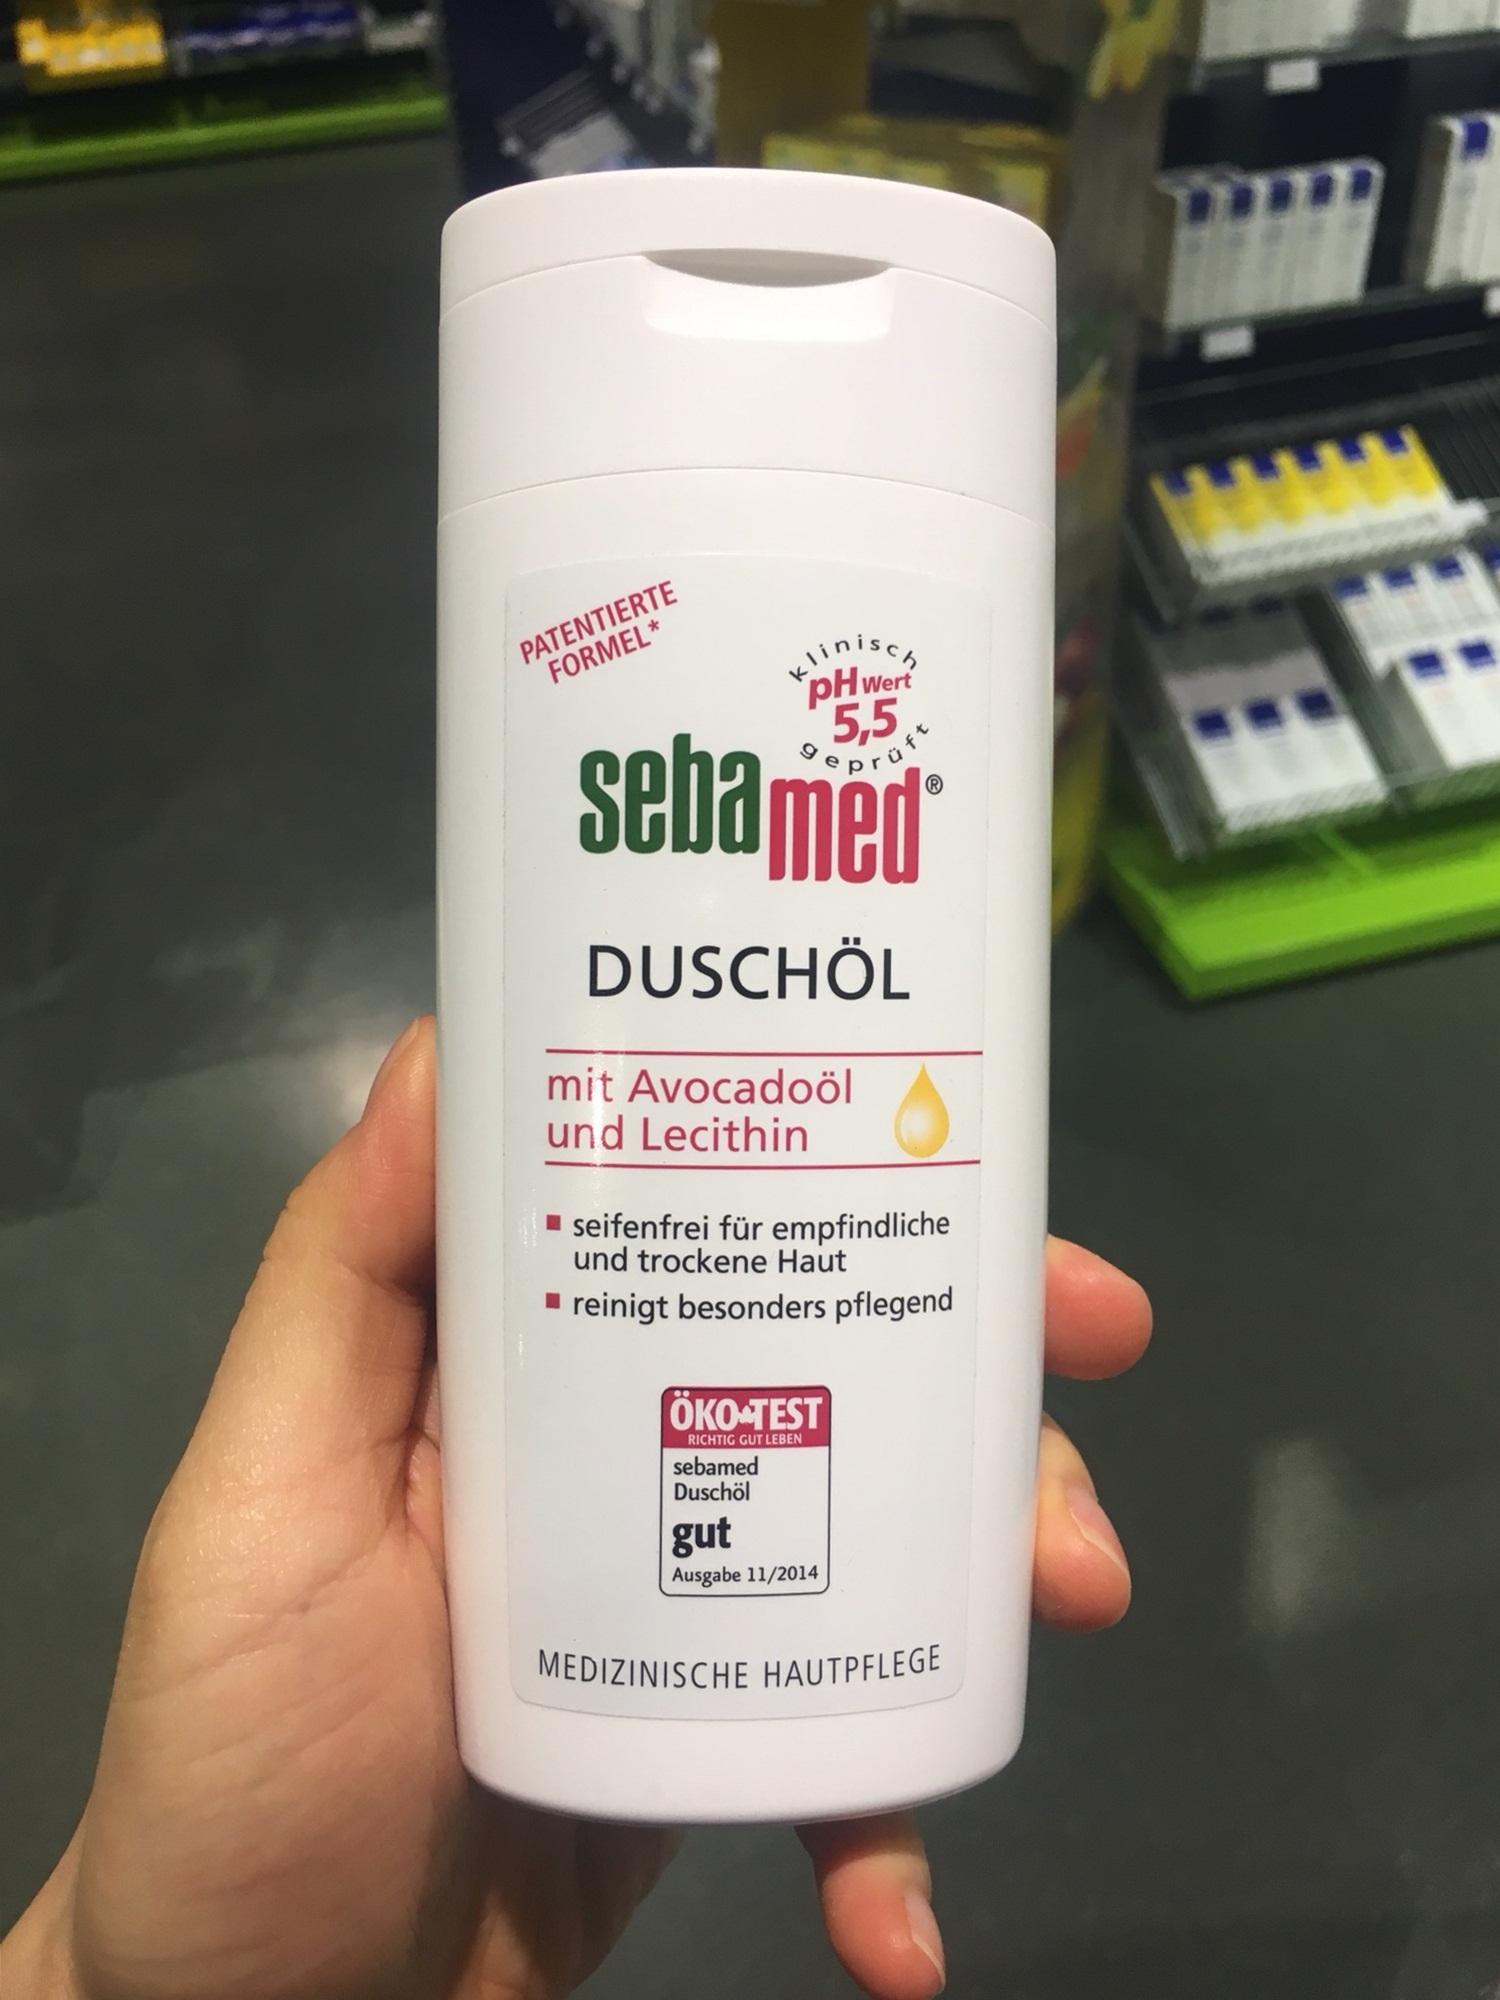 PATENTIERTE
FORMEL*
klinisch
pH Wert
5,5
geprüft
sebamed®
DUSCHÖL
mit Avocadoöl
und Lecithin
seifenfrei für empfindliche
und trockene Haut
reinigt besonders pflegend
ÖKO-TEST
RICHTIG GUT LEBEN
sebamed
Duschöl
gut
Ausgabe 11/2014
MEDIZINISCHE HAUTPFLEGE